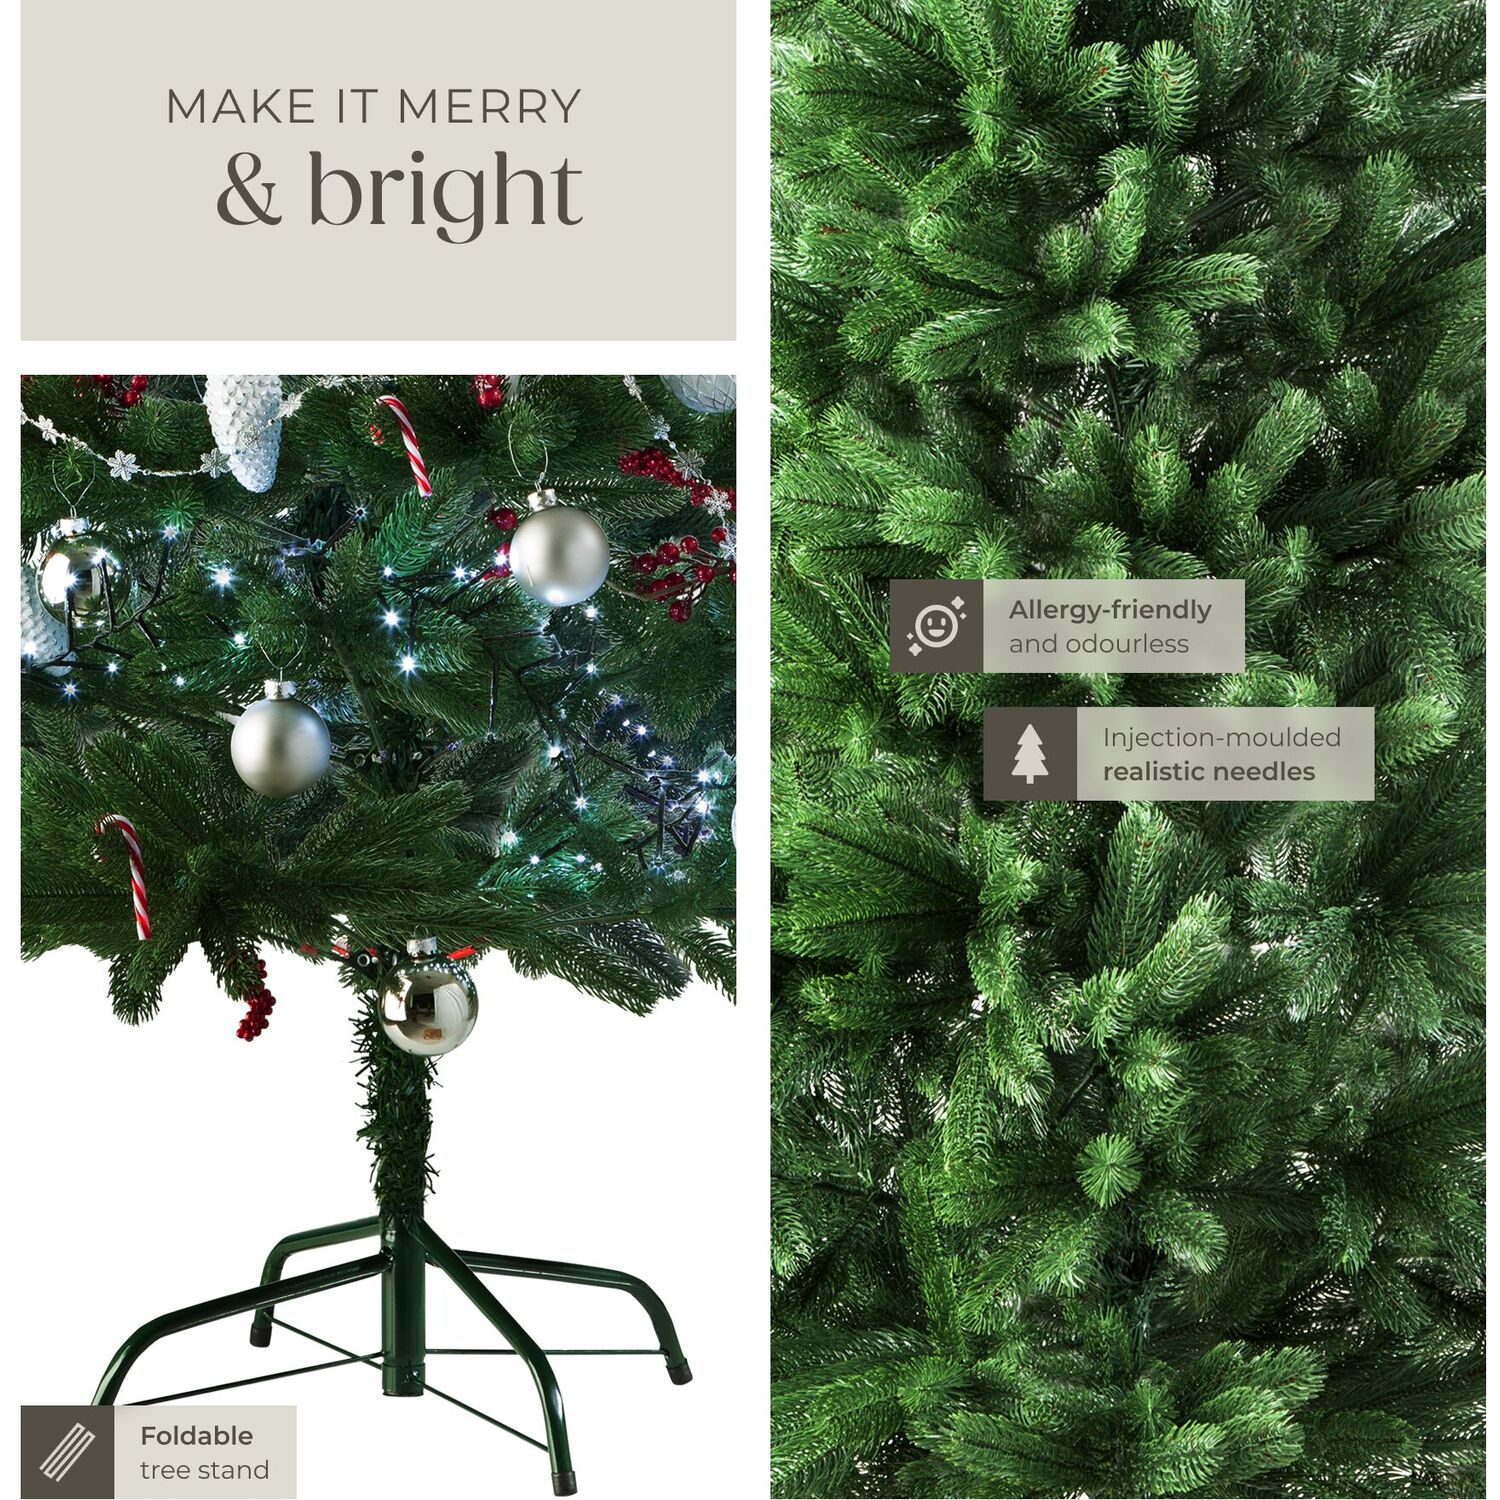 MAKE IT MERRY
& bright
Allergy-friendly
and odourless
Injection-moulded
realistic needles
Foldable
tree stand